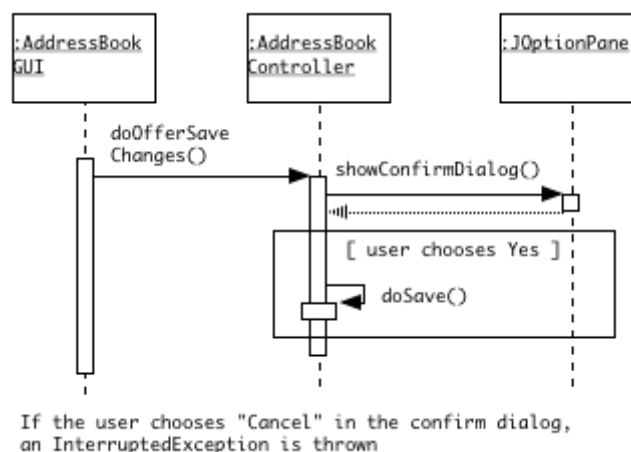 :AddressBook
GUI
:AddressBook
Controller
:JOptionPane
doOfferSave
Changes()
showConfirmDialog()
[ user chooses Yes ]
doSave()
If the user chooses "Cancel" in the confirm dialog,
an InterruptedException is thrown